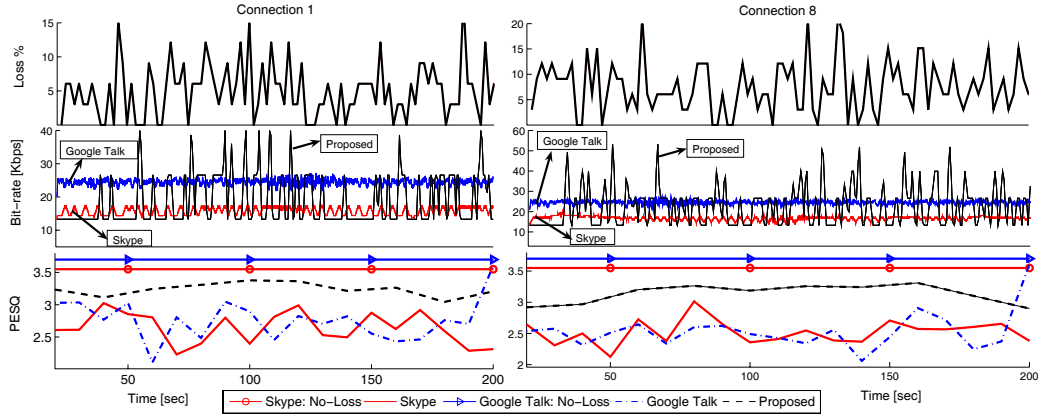 Connection 1
Connection 8
Loss %
15
10
5
20
15
10
5
Bit-rate [Kbps]
40
30
20
10
Google Talk
Proposed
Skype
60
50
40
30
20
10
Google Talk
Proposed
Skype
PESQ
3.5
3
2.5
3.5
3
2.5
2
50
100
150
200
50
100
150
200
Time [sec]
Time [sec]
Skype: No-Loss
Skype
Google Talk: No-Loss
Google Talk
Proposed